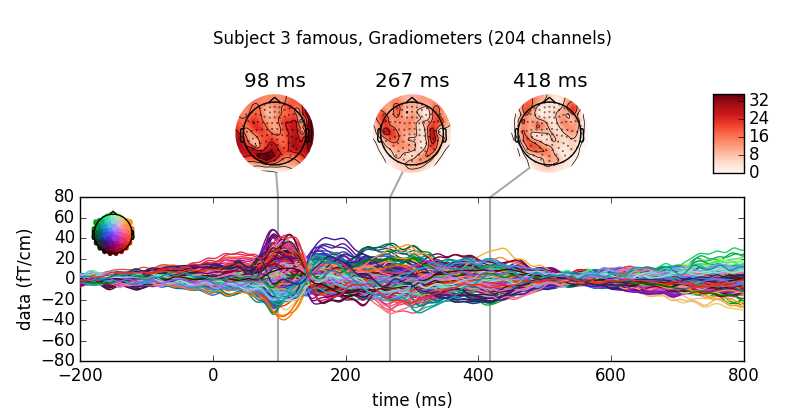 Subject 3 famous, Gradiometers (204 channels)
98 ms 267 ms 418 ms
32
24
16
8
0
80
60
40
20
0
−20
−40
−60
−80
data (fT/cm)
−200 0 200 400 600 800
time (ms)